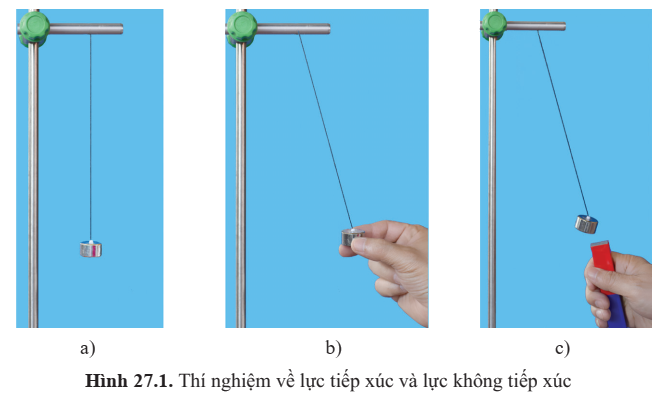 a)
b)
c)
Hình 27.1. Thí nghiệm về lực tiếp xúc và lực không tiếp xúc